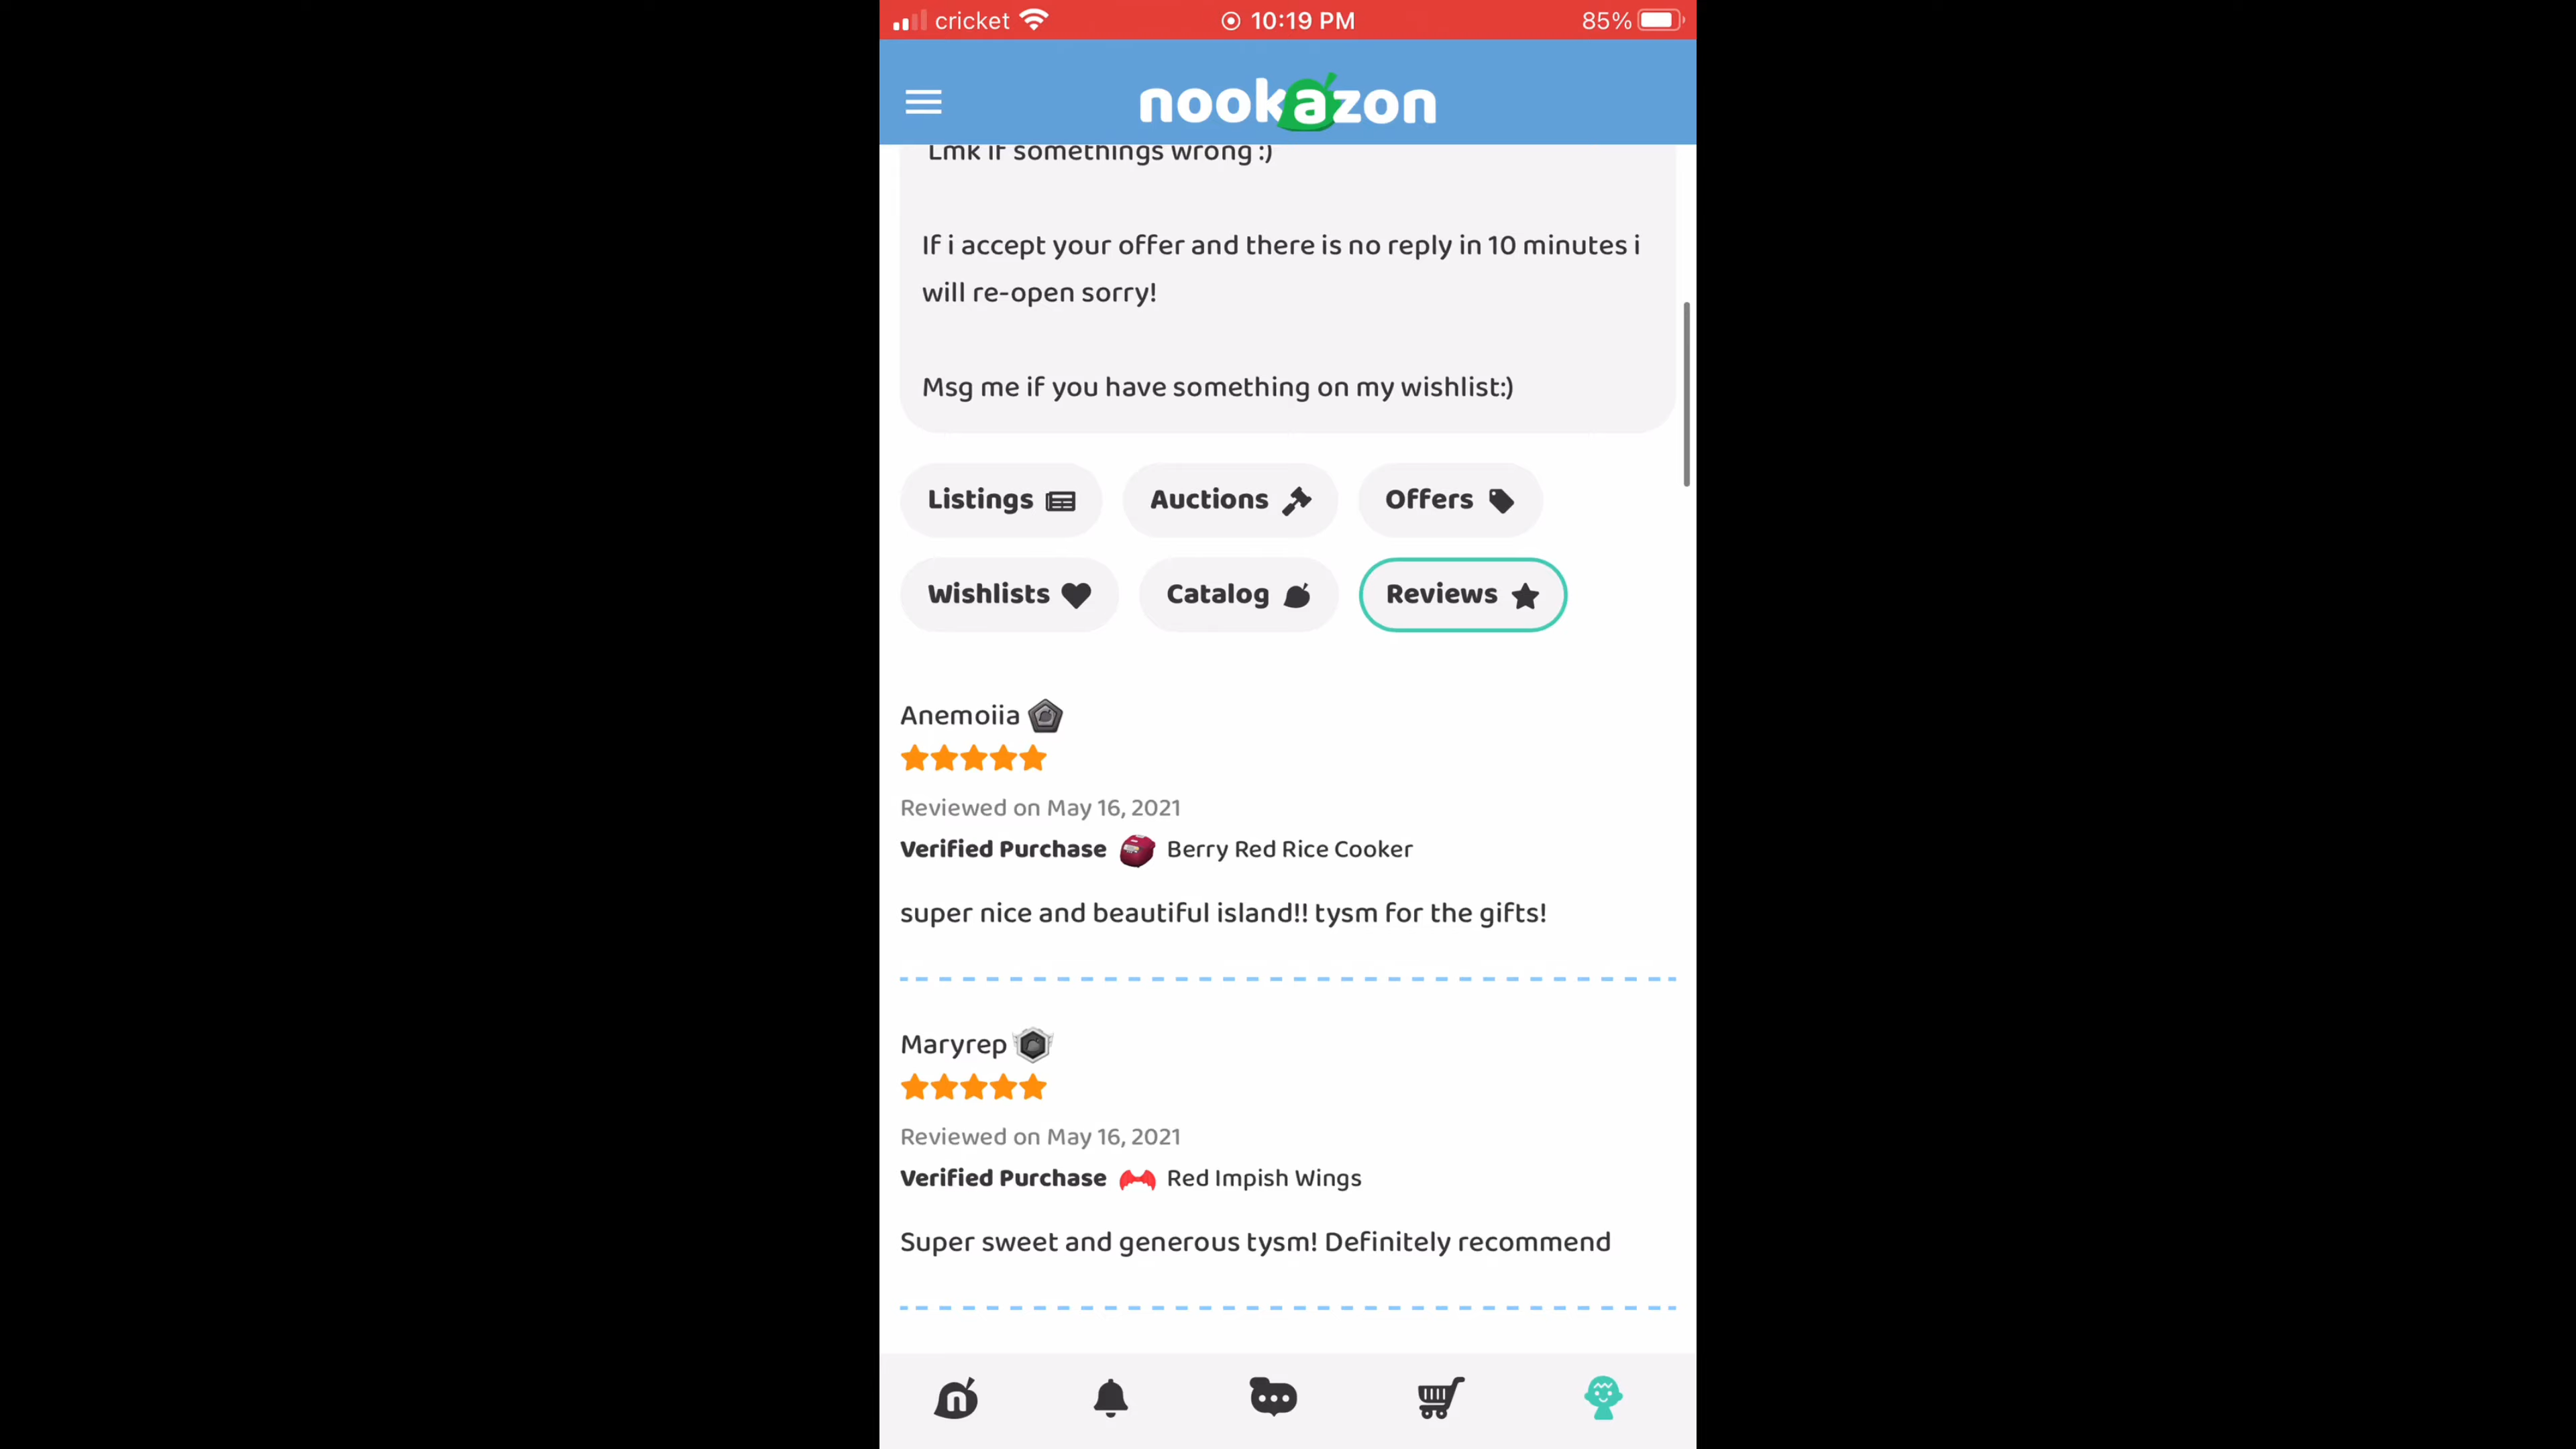 cricket 10:19 PM 85%
nookazon
Lmk if somethings wrong :)
If i accept your offer and there is no reply in 10 minutes i
will re-open sorry!
Msg me if you have something on my wishlist:)
Listings Auctions Offers
Wishlists Catalog Reviews
Anemoiia
Reviewed on May 16, 2021
Verified Purchase Berry Red Rice Cooker
super nice and beautiful island!! tysm for the gifts!
Maryrep
Reviewed on May 16, 2021
Verified Purchase Red Impish Wings
Super sweet and generous tysm! Definitely recommend